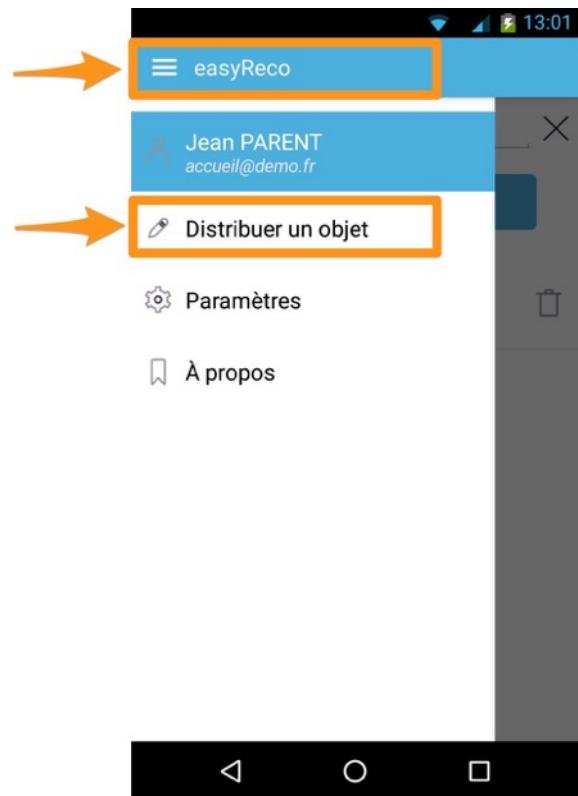 13:01
easyReco
Jean PARENT
accueil@demo.fr
Distribuer un objet
Paramètres
À propos